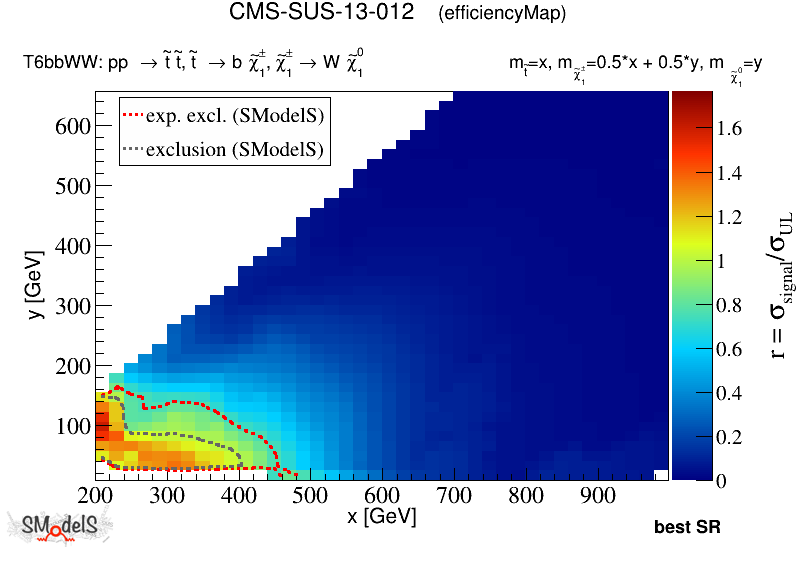 CMS-SUS-13-012 (efficiencyMap)
T6bbWW: pp → t̃ t̃, t̃ → b χ̃₁±, χ̃₁± → W χ̃₁⁰
m_t̃=x, m_χ̃₁±=0.5*x + 0.5*y, m_χ̃₁⁰=y
exp. excl. (SModelS)
exclusion (SModelS)
y [GeV]
600
500
400
300
200
100
200 300 400 500 600 700 800 900
x [GeV]
1.6
1.4
1.2
1
0.8
0.6
0.4
0.2
0
r = σ_signal/σ_UL
SModelS
best SR